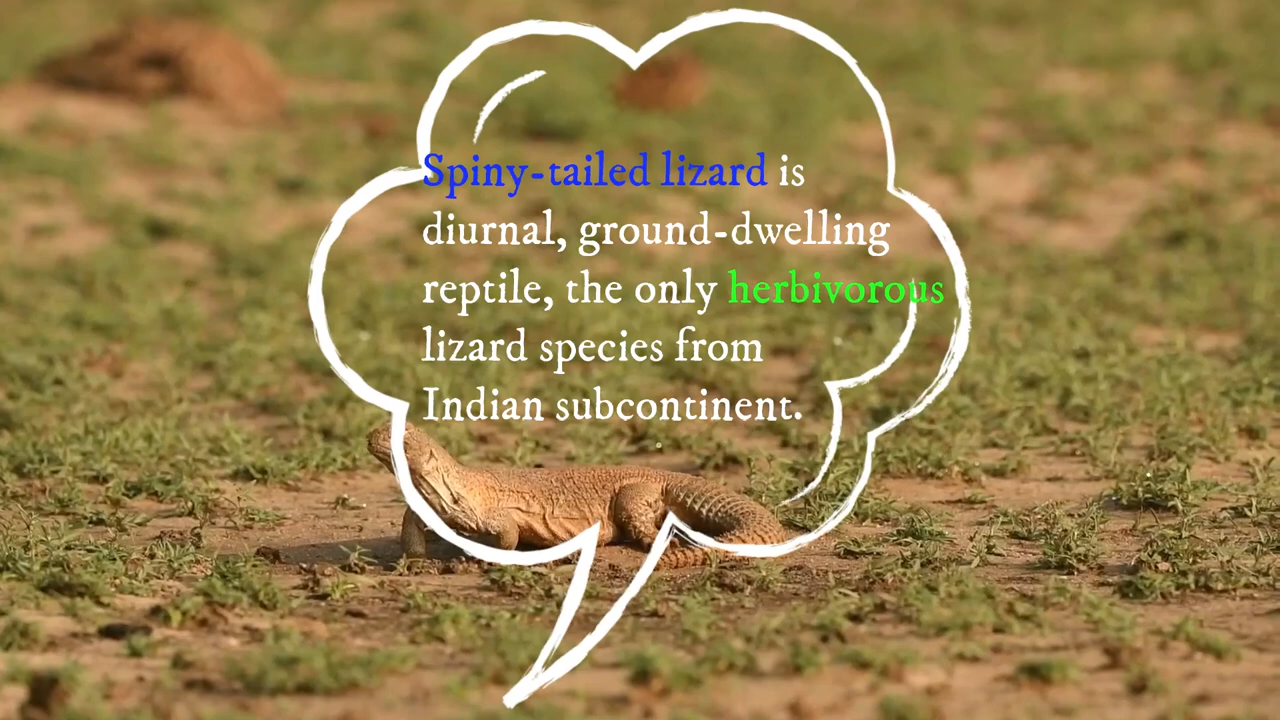 Spiny-tailed lizard is
diurnal, ground-dwelling
reptile, the only herbivorous
lizard species from
Indian subcontinent.